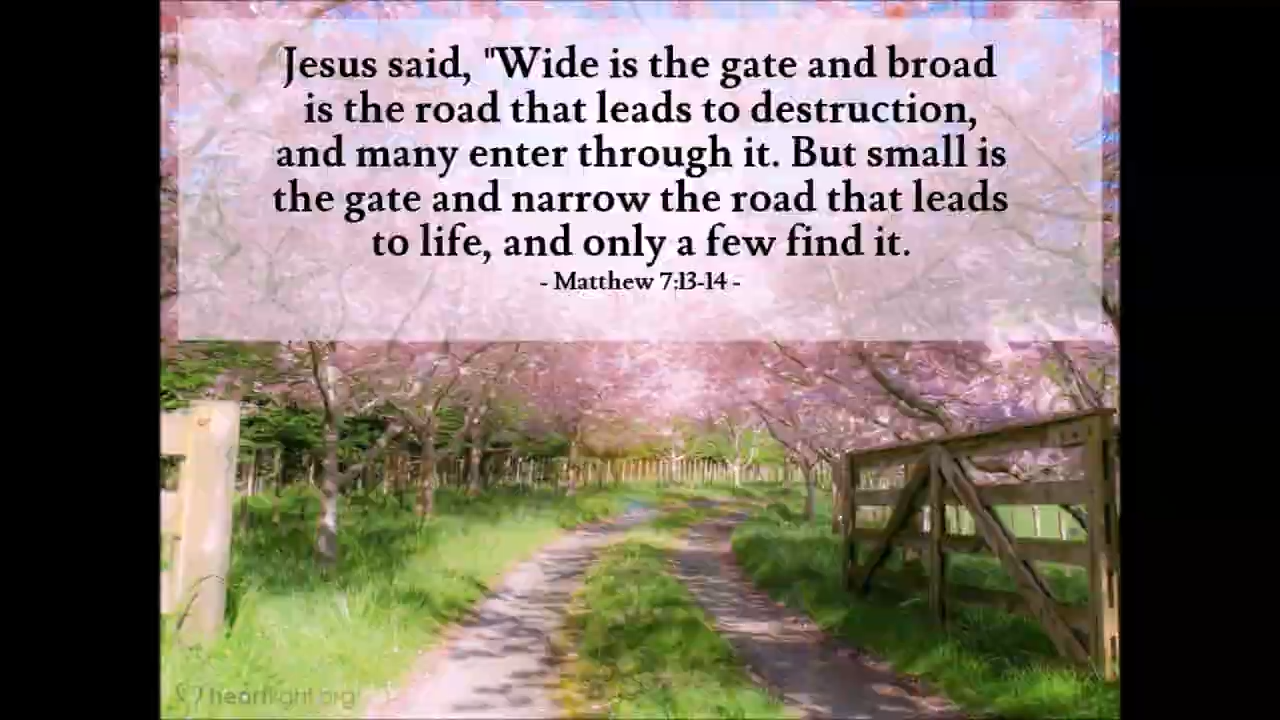 Jesus said, "Wide is the gate and broad
is the road that leads to destruction,
and many enter through it. But small is
the gate and narrow the road that leads
to life, and only a few find it.
- Matthew 7:13-14 -
heartlight.org